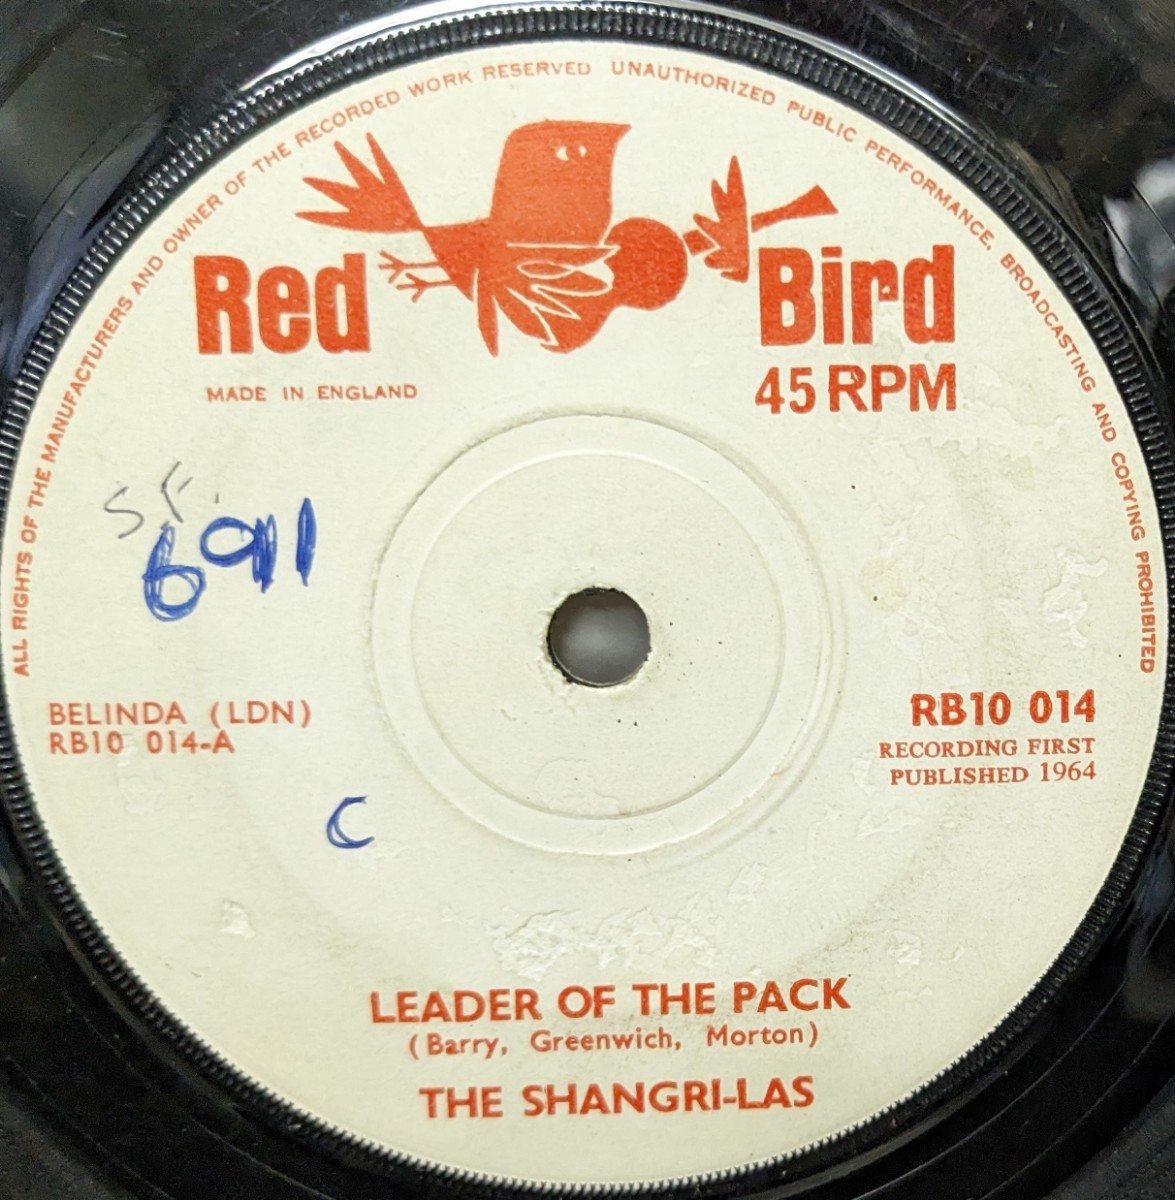 ALL RIGHTS OF THE MANUFACTURERS AND OWNER OF THE RECORDED WORK RESERVED UNAUTHORIZED PUBLIC PERFORMANCE, BROADCASTING AND COPYING PROHIBITED
Red Bird
MADE IN ENGLAND
45 RPM
S F.
6911
BELINDA (LDN)
RB10 014-A
RB10 014
RECORDING FIRST
PUBLISHED 1964
C
LEADER OF THE PACK
(Barry, Greenwich, Morton)
THE SHANGRI-LAS